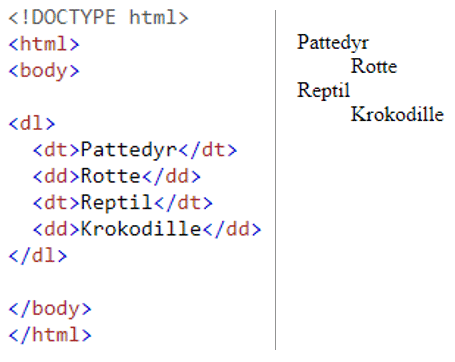 <!DOCTYPE html>
<html>
<body>
<dl>
<dt>Pattedyr</dt>
<dd>Rotte</dd>
<dt>Reptil</dt>
<dd>Krokodille</dd>
</dl>
</body>
</html>
Pattedyr
Rotte
Reptil
Krokodille